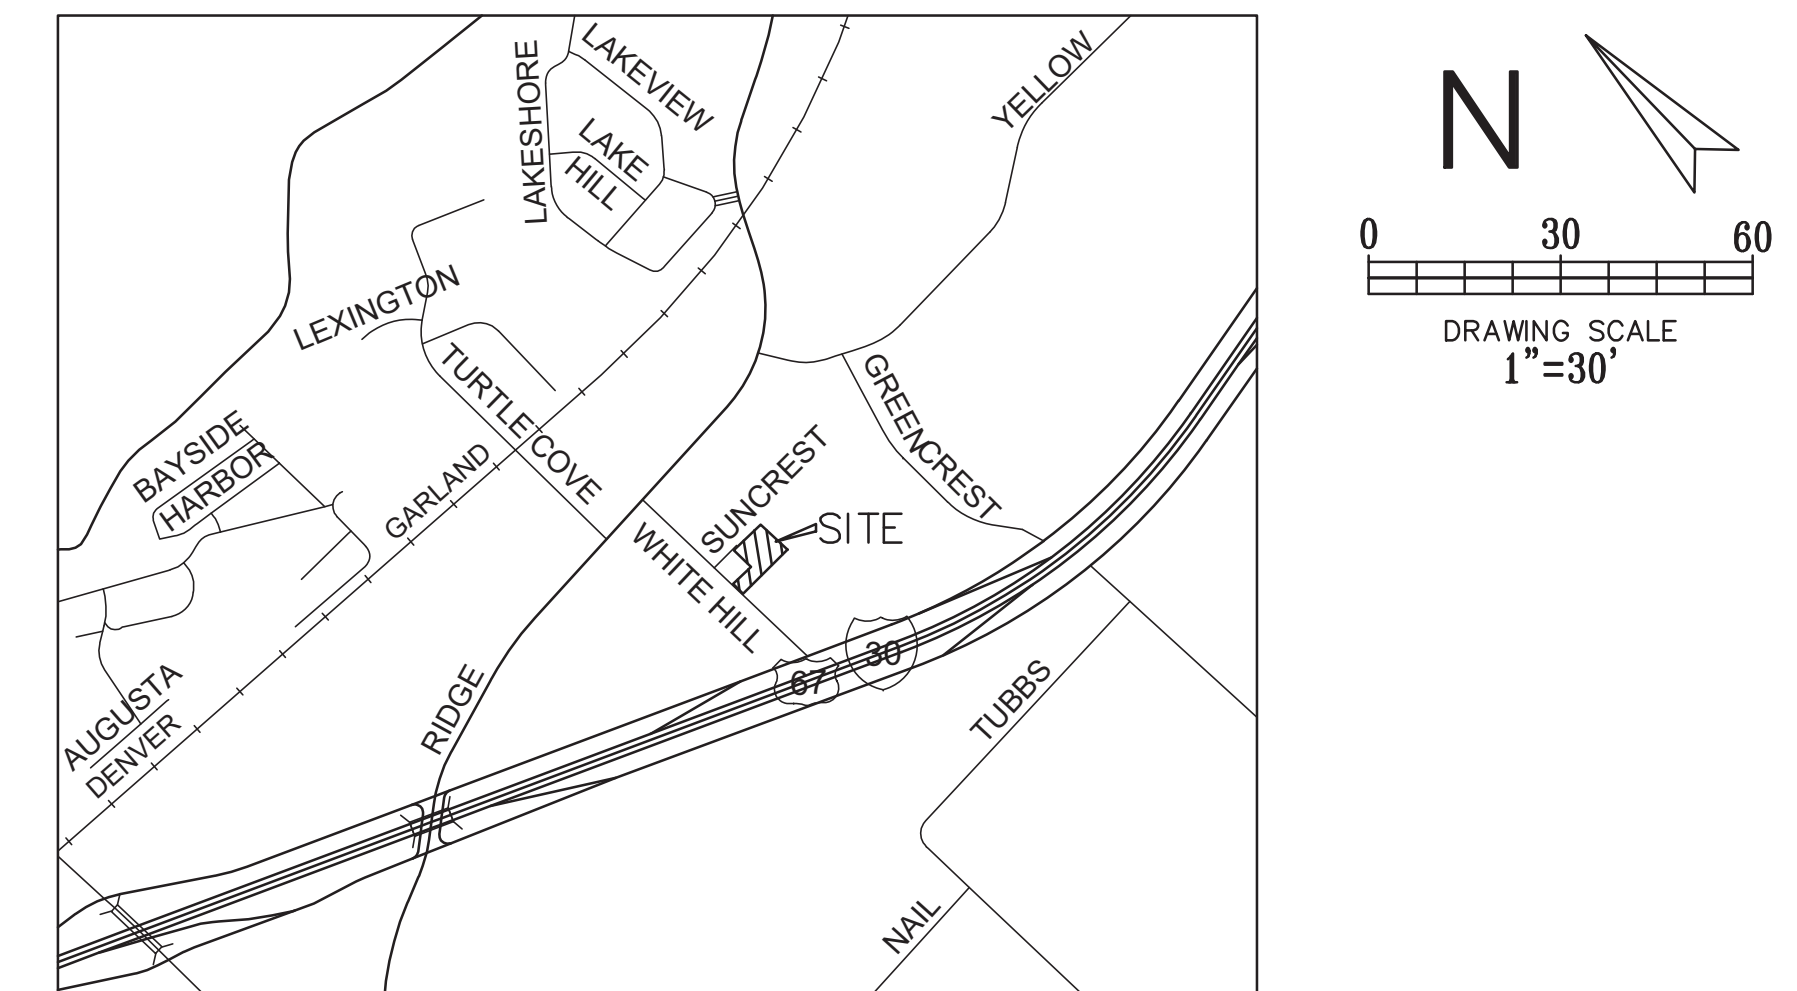 LAKESHORE
LAKEVIEW
LAKE
HILL
YELLOW
N
0 30 60
DRAWING SCALE
1"=30'
LEXINGTON
TURTLE COVE
GREENCREST
BAYSIDE
HARBOR
GARLAND
SUNCREST
SITE
WHITE HILL
30
67
AUGUSTA
DENVER
RIDGE
TUBBS
NAIL